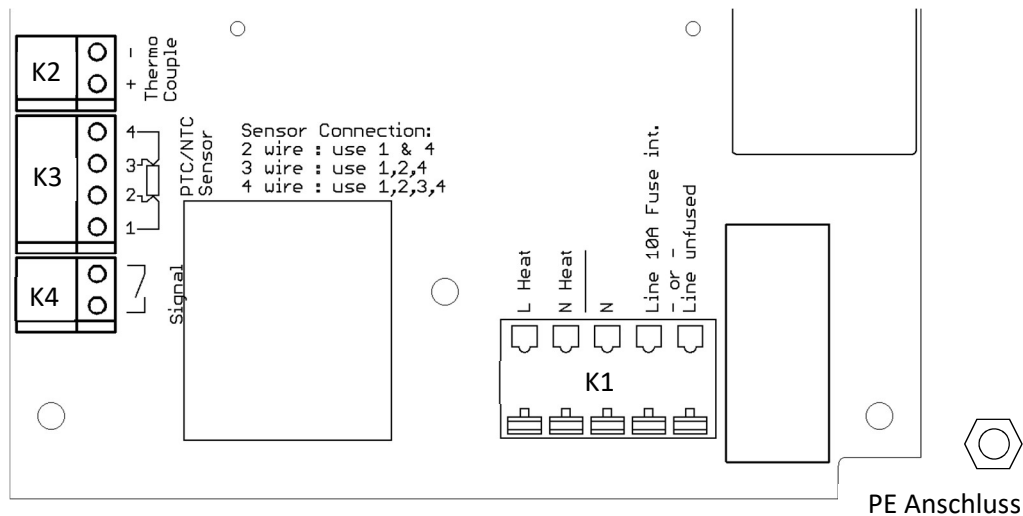 K2
-
+
Thermo
Couple
K3
4
3
2
1
PTC/NTC
Sensor
Sensor Connection:
2 wire : use 1 & 4
3 wire : use 1,2,4
4 wire : use 1,2,3,4
K4
Signal
L Heat
N Heat
N
Line 10A Fuse int.
- or -
Line unfused
K1
PE Anschluss